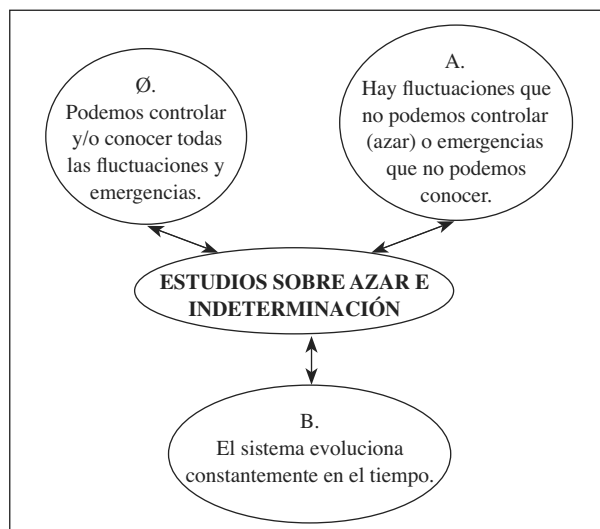 Ø.
Podemos controlar
y/o conocer todas
las fluctuaciones y
emergencias.
A.
Hay fluctuaciones que
no podemos controlar
(azar) o emergencias
que no podemos
conocer.
ESTUDIOS SOBRE AZAR E
INDETERMINACIÓN
B.
El sistema evoluciona
constantemente en el tiempo.